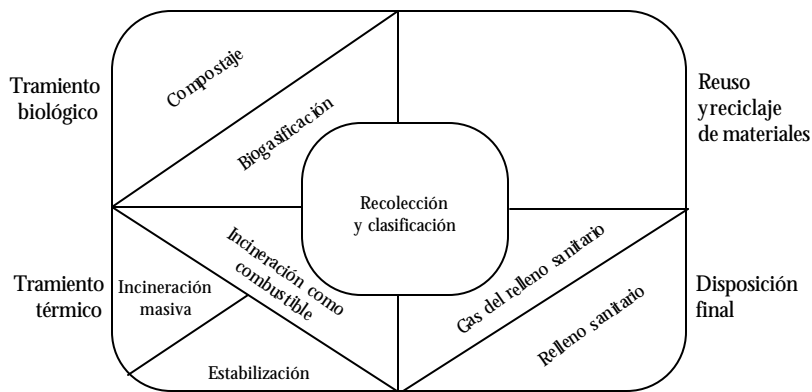 Tramiento
biológico
Compostaje
Biogasificación
Reuso
y reciclaje
de materiales
Recolección
y clasificación
Tramiento
térmico
Incineración
masiva
Incineración como
combustible
Estabilización
Gas del relleno sanitario
Relleno sanitario
Disposición
final